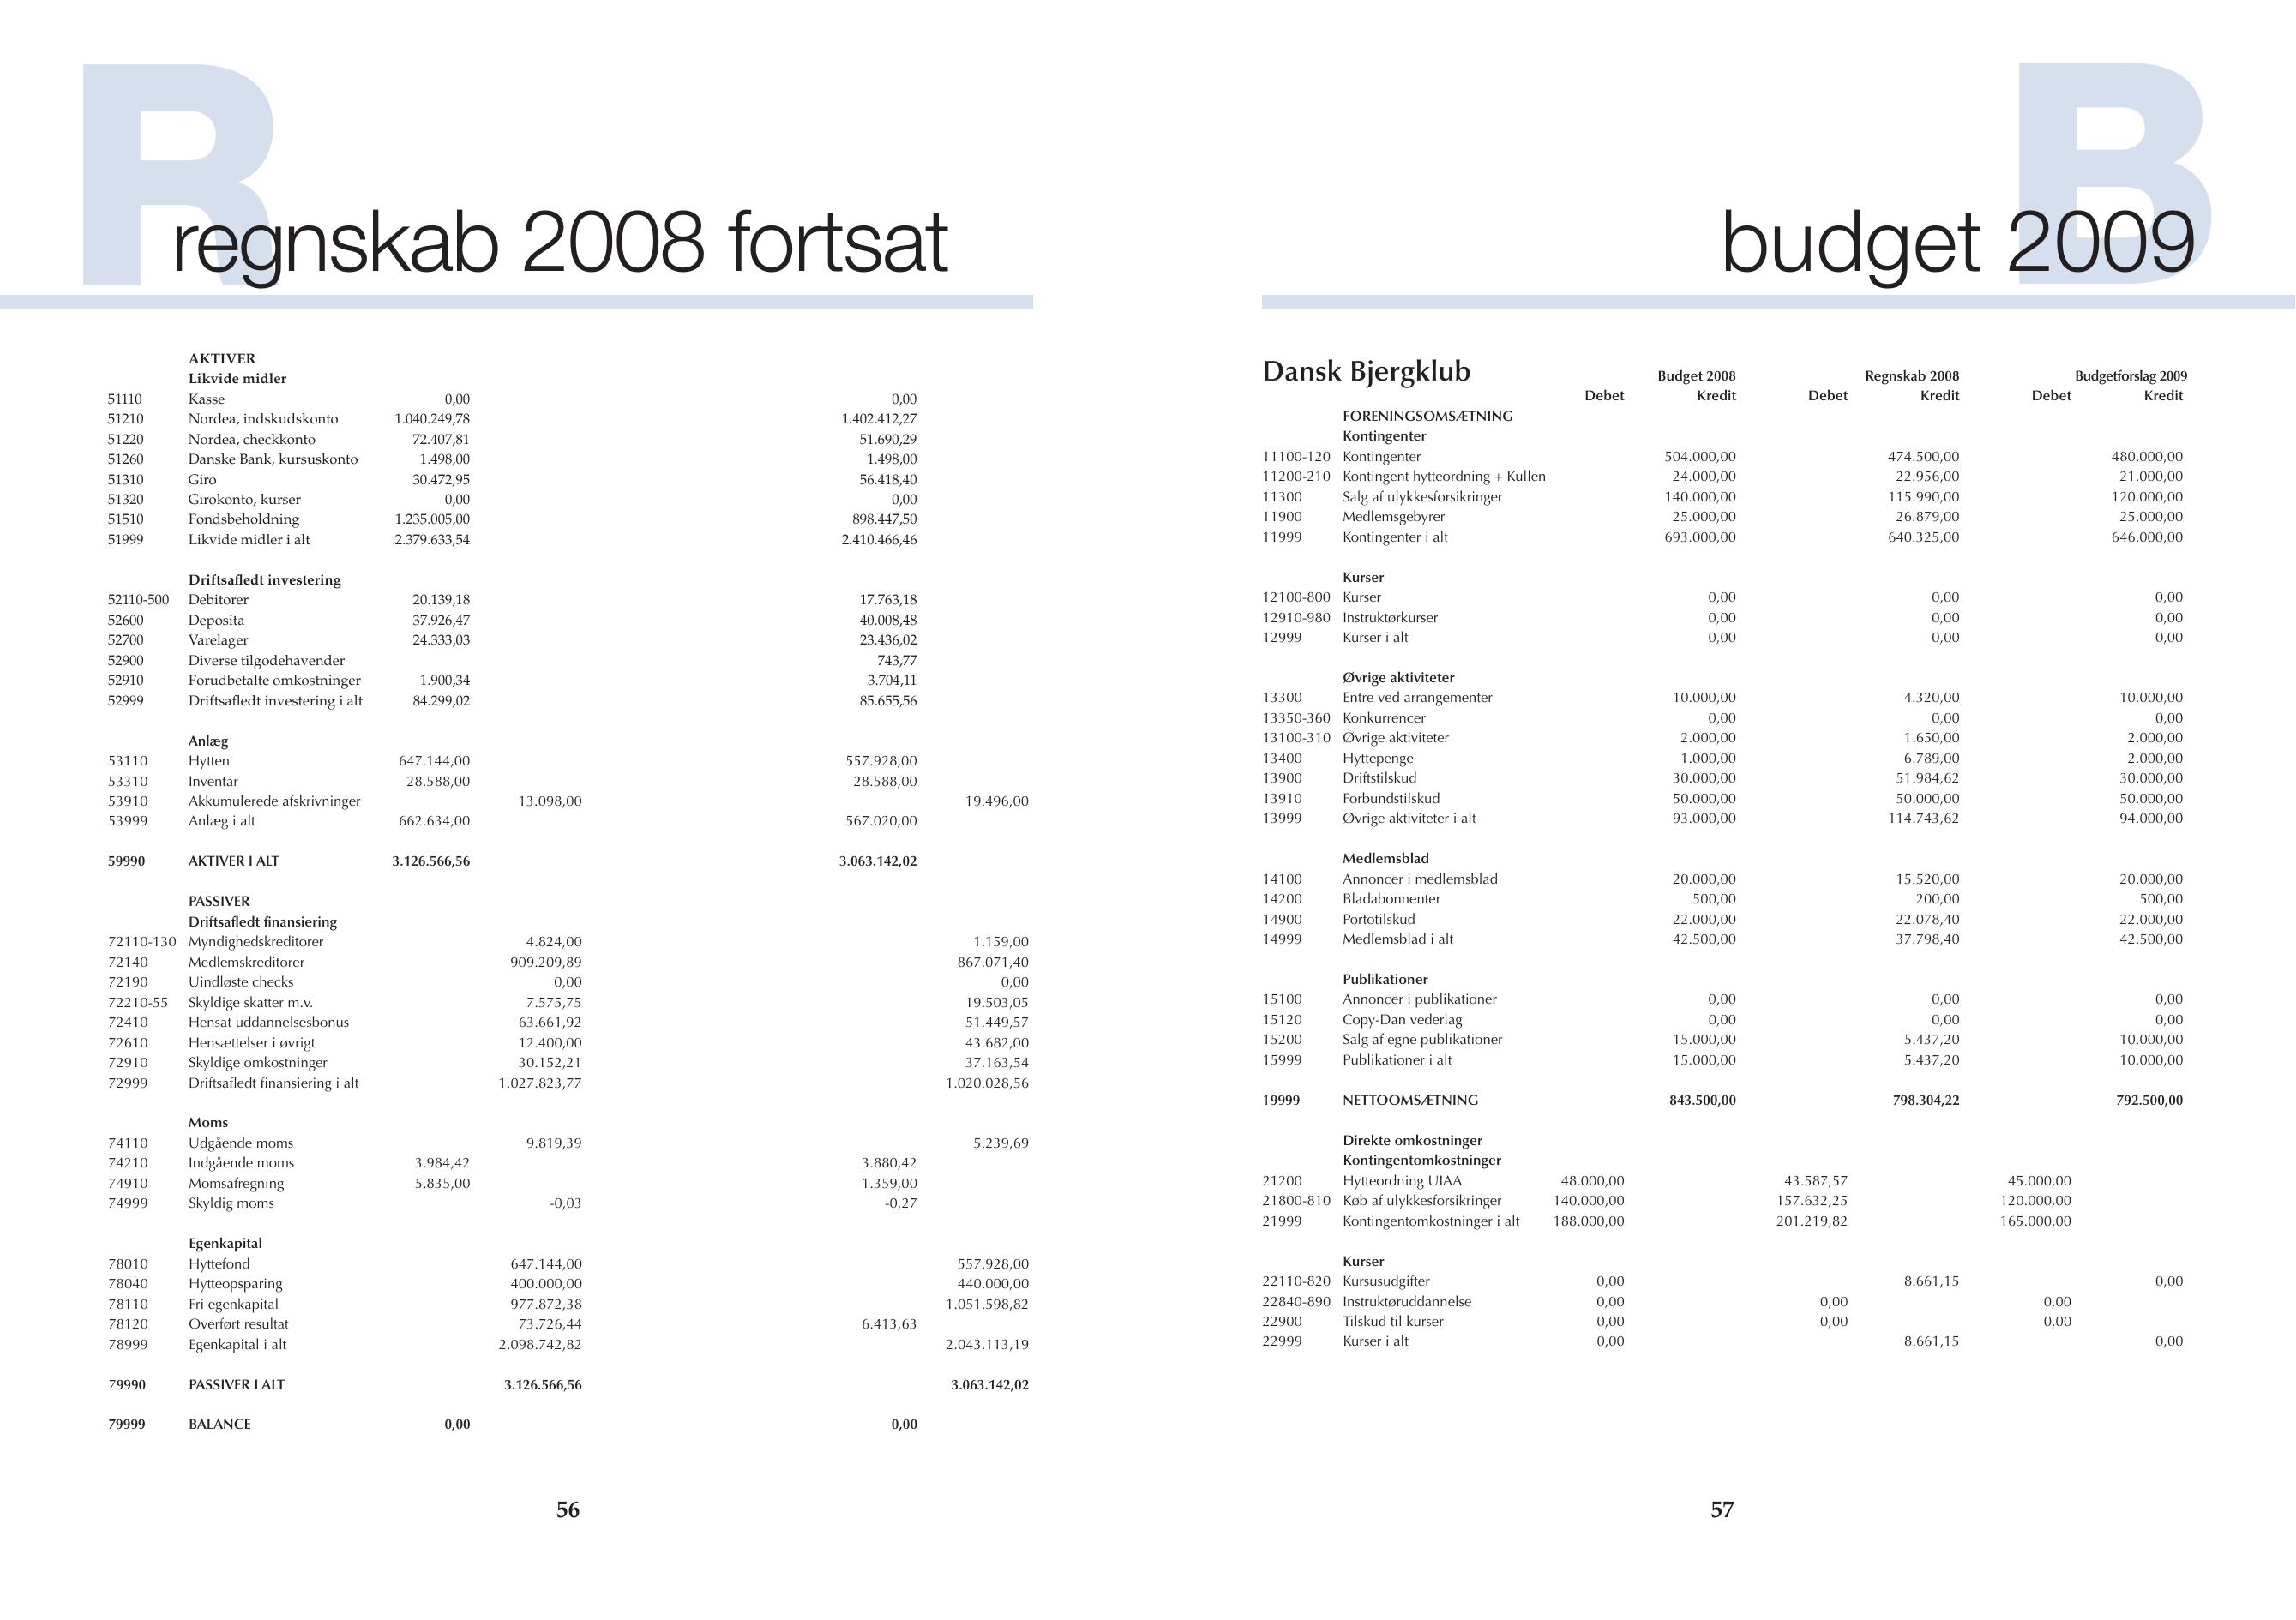 R
regnskab 2008 fortsat
AKTIVER
Likvide midler
51110 Kasse 0,00 0,00
51210 Nordea, indskudskonto 1.040.249,78 1.402.412,27
51220 Nordea, checkkonto 72.407,81 51.690,29
51260 Danske Bank, kursuskonto 1.498,00 1.498,00
51310 Giro 30.472,95 56.418,40
51320 Girokonto, kurser 0,00 0,00
51510 Fondsbeholdning 1.235.005,00 898.447,50
51999 Likvide midler i alt 2.379.633,54 2.410.466,46
Driftsafledt investering
52110-500 Debitorer 20.139,18 17.763,18
52600 Deposita 37.926,47 40.008,48
52700 Varelager 24.333,03 23.436,02
52900 Diverse tilgodehavender 743,77
52910 Forudbetalte omkostninger 1.900,34 3.704,11
52999 Driftsafledt investering i alt 84.299,02 85.655,56
Anlæg
53110 Hytten 647.144,00 557.928,00
53310 Inventar 28.588,00 28.588,00
53910 Akkumulerede afskrivninger 13.098,00 19.496,00
53999 Anlæg i alt 662.634,00 567.020,00
59990 AKTIVER I ALT 3.126.566,56 3.063.142,02
PASSIVER
Driftsafledt finansiering
72110-130 Myndighedskreditorer 4.824,00 1.159,00
72140 Medlemskreditorer 909.209,89 867.071,40
72190 Uindløste checks 0,00 0,00
72210-55 Skyldige skatter m.v. 7.575,75 19.503,05
72410 Hensat uddannelsesbonus 63.661,92 51.449,57
72610 Hensættelser i øvrigt 12.400,00 43.682,00
72910 Skyldige omkostninger 30.152,21 37.163,54
72999 Driftsafledt finansiering i alt 1.027.823,77 1.020.028,56
Moms
74110 Udgående moms 9.819,39 5.239,69
74210 Indgående moms 3.984,42 3.880,42
74910 Momsafregning 5.835,00 1.359,00
74999 Skyldig moms -0,03 -0,27
Egenkapital
78010 Hyttefond 647.144,00 557.928,00
78040 Hytteopsparing 400.000,00 440.000,00
78110 Fri egenkapital 977.872,38 1.051.598,82
78120 Overført resultat 73.726,44 6.413,63
78999 Egenkapital i alt 2.098.742,82 2.043.113,19
79990 PASSIVER I ALT 3.126.566,56 3.063.142,02
79999 BALANCE 0,00 0,00
56
B
budget 2009
Dansk Bjergklub Budget 2008 Regnskab 2008 Budgetforslag 2009
Debet Kredit Debet Kredit Debet Kredit
FORENINGSOMSÆTNING
Kontingenter
11100-120 Kontingenter 504.000,00 474.500,00 480.000,00
11200-210 Kontingent hytteordning + Kullen 24.000,00 22.956,00 21.000,00
11300 Salg af ulykkesforsikringer 140.000,00 115.990,00 120.000,00
11900 Medlemsgebyrer 25.000,00 26.879,00 25.000,00
11999 Kontingenter i alt 693.000,00 640.325,00 646.000,00
Kurser
12100-800 Kurser 0,00 0,00 0,00
12910-980 Instruktørkurser 0,00 0,00 0,00
12999 Kurser i alt 0,00 0,00 0,00
Øvrige aktiviteter
13300 Entre ved arrangementer 10.000,00 4.320,00 10.000,00
13350-360 Konkurrencer 0,00 0,00 0,00
13100-310 Øvrige aktiviteter 2.000,00 1.650,00 2.000,00
13400 Hyttepenge 1.000,00 6.789,00 2.000,00
13900 Driftstilskud 30.000,00 51.984,62 30.000,00
13910 Forbundstilskud 50.000,00 50.000,00 50.000,00
13999 Øvrige aktiviteter i alt 93.000,00 114.743,62 94.000,00
Medlemsblad
14100 Annoncer i medlemsblad 20.000,00 15.520,00 20.000,00
14200 Bladabonnenter 500,00 200,00 500,00
14900 Portotilskud 22.000,00 22.078,40 22.000,00
14999 Medlemsblad i alt 42.500,00 37.798,40 42.500,00
Publikationer
15100 Annoncer i publikationer 0,00 0,00 0,00
15120 Copy-Dan vederlag 0,00 0,00 0,00
15200 Salg af egne publikationer 15.000,00 5.437,20 10.000,00
15999 Publikationer i alt 15.000,00 5.437,20 10.000,00
19999 NETTOOMSÆTNING 843.500,00 798.304,22 792.500,00
Direkte omkostninger
Kontingentomkostninger
21200 Hytteordning UIAA 48.000,00 43.587,57 45.000,00
21800-810 Køb af ulykkesforsikringer 140.000,00 157.632,25 120.000,00
21999 Kontingentomkostninger i alt 188.000,00 201.219,82 165.000,00
Kurser
22110-820 Kursusudgifter 0,00 8.661,15 0,00
22840-890 Instruktøruddannelse 0,00 0,00 0,00
22900 Tilskud til kurser 0,00 0,00 0,00
22999 Kurser i alt 0,00 8.661,15 0,00
57